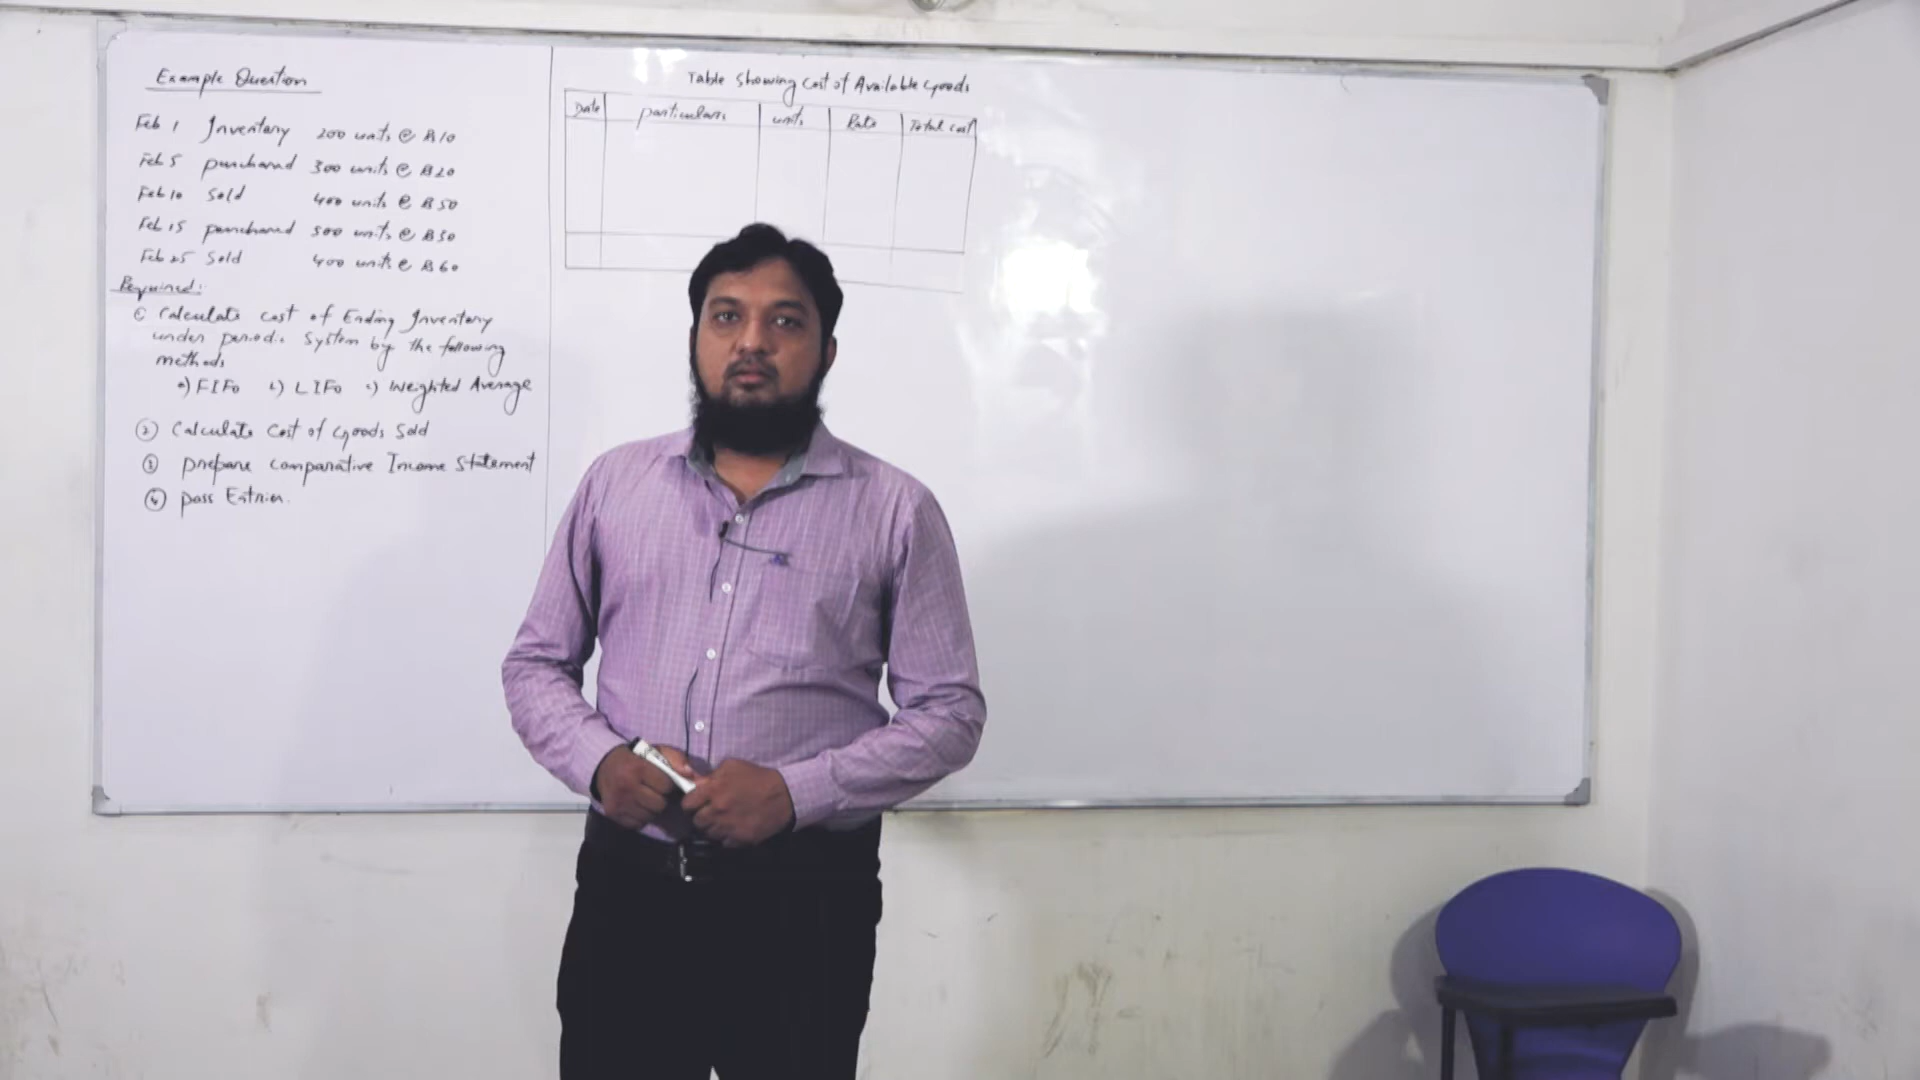 Example Question
Feb 1 Inventory 200 units @ Rs10
Feb 5 purchased 300 units @ Rs20
Feb 10 Sold 400 units @ Rs50
Feb 15 purchased 500 units @ Rs30
Feb 25 Sold 400 units @ Rs60
Required:
① Calculate cost of Ending Inventory
under periodic System by the following
methods
a) FIFO b) LIFO c) Weighted Average
② Calculate Cost of Goods Sold
③ prepare comparative Income Statement
④ pass Entries.
Table Showing Cost of Available Goods
Date particulars units Rate Total cost